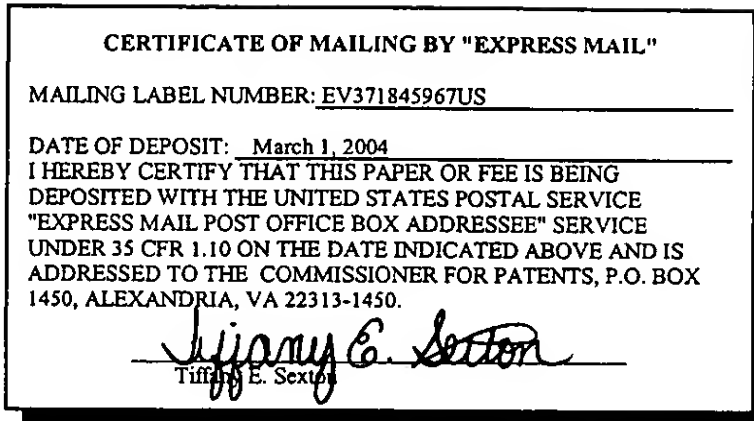 CERTIFICATE OF MAILING BY "EXPRESS MAIL"
MAILING LABEL NUMBER: EV371845967US
DATE OF DEPOSIT: March 1, 2004
I HEREBY CERTIFY THAT THIS PAPER OR FEE IS BEING
DEPOSITED WITH THE UNITED STATES POSTAL SERVICE
"EXPRESS MAIL POST OFFICE BOX ADDRESSEE" SERVICE
UNDER 35 CFR 1.10 ON THE DATE INDICATED ABOVE AND IS
ADDRESSED TO THE COMMISSIONER FOR PATENTS, P.O. BOX
1450, ALEXANDRIA, VA 22313-1450.
Tiffany E. Sexton
Tiffany E. Sexton